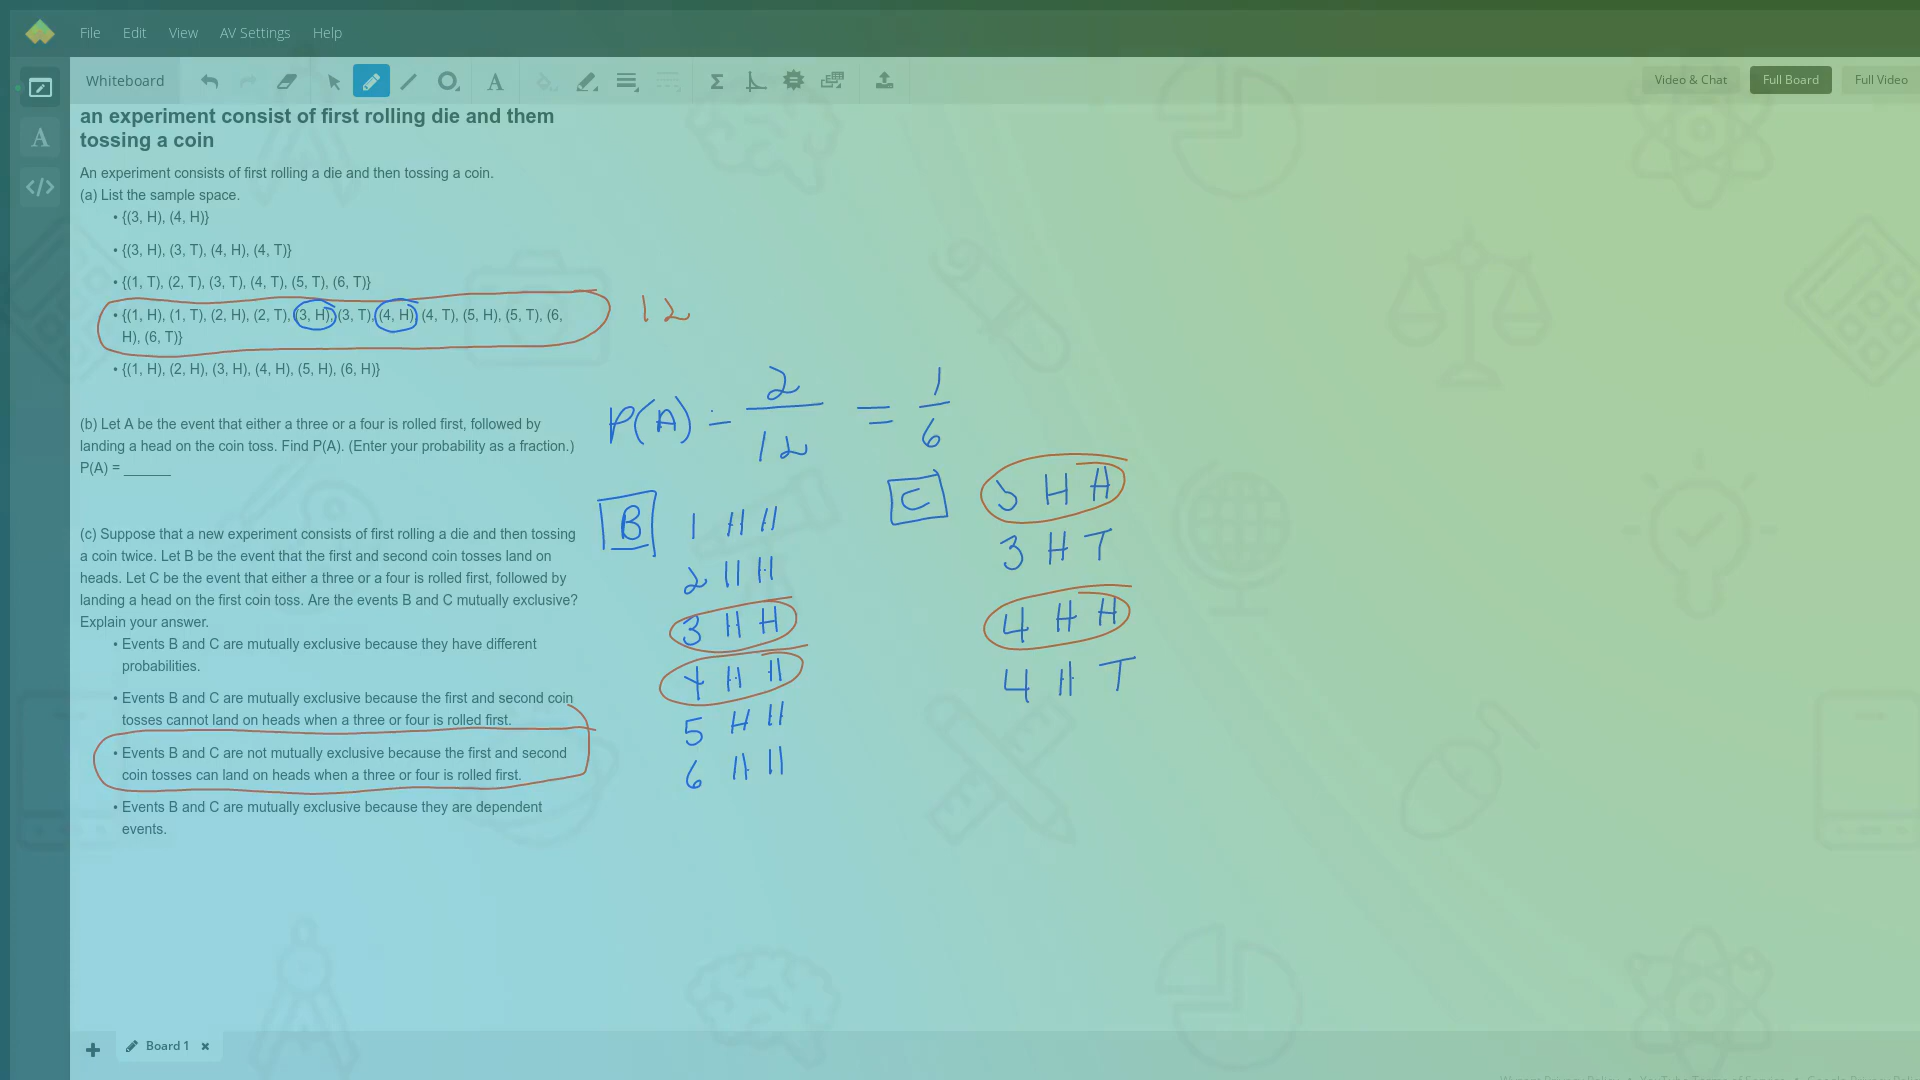 File Edit View AV Settings Help
Whiteboard A Σ Video & Chat Full Board Full Video
A
</>
an experiment consist of first rolling die and them
tossing a coin
An experiment consists of first rolling a die and then tossing a coin.
(a) List the sample space.
• {(3, H), (4, H)}
• {(3, H), (3, T), (4, H), (4, T)}
• {(1, T), (2, T), (3, T), (4, T), (5, T), (6, T)}
• {(1, H), (1, T), (2, H), (2, T), (3, H), (3, T), (4, H), (4, T), (5, H), (5, T), (6,
H), (6, T)}
12
• {(1, H), (2, H), (3, H), (4, H), (5, H), (6, H)}
(b) Let A be the event that either a three or a four is rolled first, followed by
landing a head on the coin toss. Find P(A). (Enter your probability as a fraction.)
P(A) = ______
P(A) = 2/12 = 1/6
(c) Suppose that a new experiment consists of first rolling a die and then tossing
a coin twice. Let B be the event that the first and second coin tosses land on
heads. Let C be the event that either a three or a four is rolled first, followed by
landing a head on the first coin toss. Are the events B and C mutually exclusive?
Explain your answer.
• Events B and C are mutually exclusive because they have different
probabilities.
• Events B and C are mutually exclusive because the first and second coin
tosses cannot land on heads when a three or four is rolled first.
• Events B and C are not mutually exclusive because the first and second
coin tosses can land on heads when a three or four is rolled first.
• Events B and C are mutually exclusive because they are dependent
events.
B
1 H H
2 H H
3 H H
4 H H
5 H H
6 H H
C
3 H H
3 H T
4 H H
4 H T
Board 1